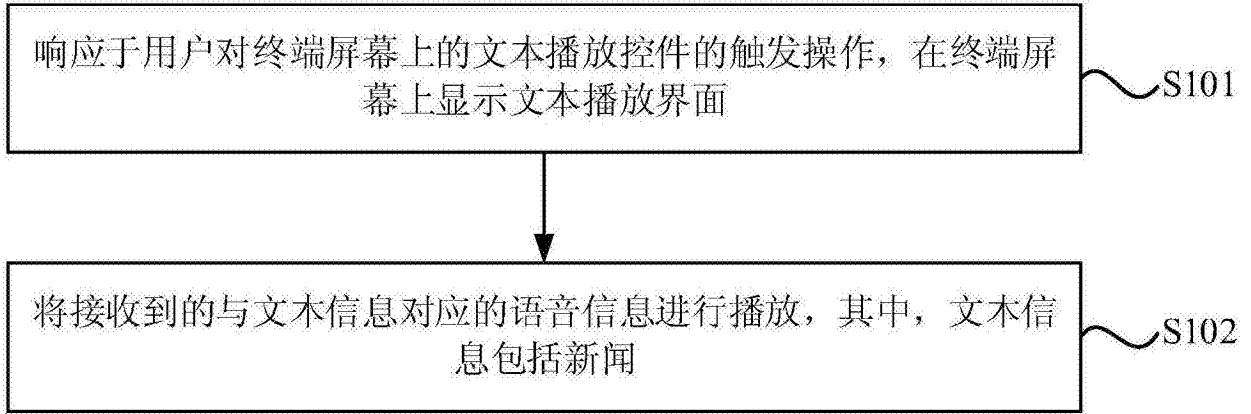 响应于用户对终端屏幕上的文本播放控件的触发操作，在终端屏
幕上显示文本播放界面
S101
将接收到的与文木信息对应的语音信息进行播放，其中，文木信
息包括新闻
S102